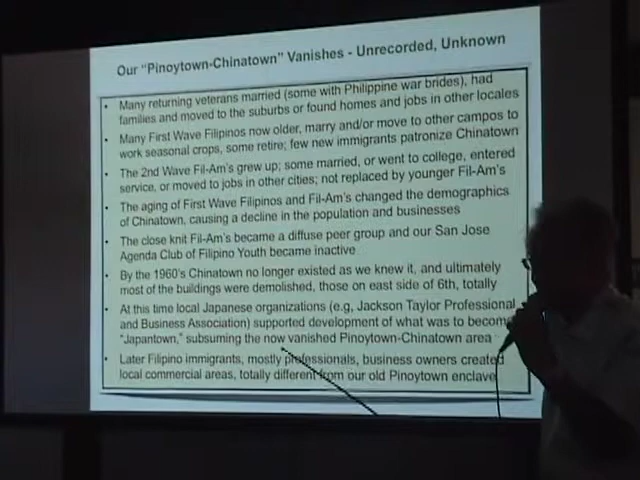 Our "Pinoytown-Chinatown" Vanishes - Unrecorded, Unknown
• Many returning veterans married (some with Philippine war brides), had
families and moved to the suburbs or found homes and jobs in other locales
• Many First Wave Filipinos now older, marry and/or move to other campos to
work seasonal crops, some retire; few new immigrants patronize Chinatown
• The 2nd Wave Fil-Am's grew up; some married, or went to college, entered
service, or moved to jobs in other cities; not replaced by younger Fil-Am's
• The aging of First Wave Filipinos and Fil-Am's changed the demographics
of Chinatown, causing a decline in the population and businesses
• The close knit Fil-Am's became a diffuse peer group and our San Jose
Agenda Club of Filipino Youth became inactive
• By the 1960's Chinatown no longer existed as we knew it, and ultimately
most of the buildings were demolished, those on east side of 6th, totally
• At this time local Japanese organizations (e.g, Jackson Taylor Professional
and Business Association) supported development of what was to become
"Japantown," subsuming the now vanished Pinoytown-Chinatown area
• Later Filipino immigrants, mostly professionals, business owners created
local commercial areas, totally different from our old Pinoytown enclave